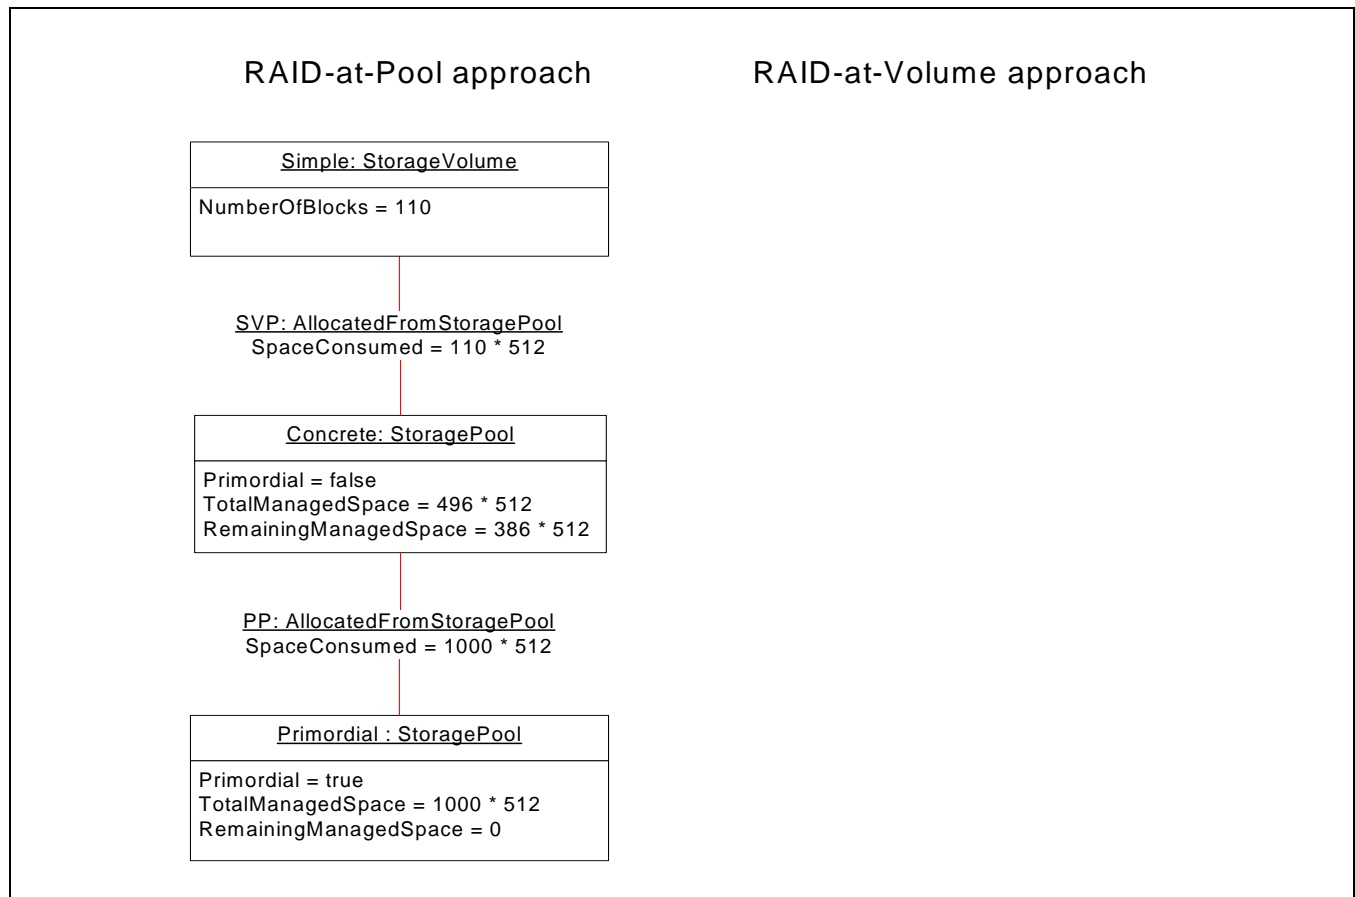 RAID-at-Pool approach
RAID-at-Volume approach
Simple: StorageVolume
NumberOfBlocks = 110
SVP: AllocatedFromStoragePool
SpaceConsumed = 110 * 512
Concrete: StoragePool
Primordial = false
TotalManagedSpace = 496 * 512
RemainingManagedSpace = 386 * 512
PP: AllocatedFromStoragePool
SpaceConsumed = 1000 * 512
Primordial : StoragePool
Primordial = true
TotalManagedSpace = 1000 * 512
RemainingManagedSpace = 0